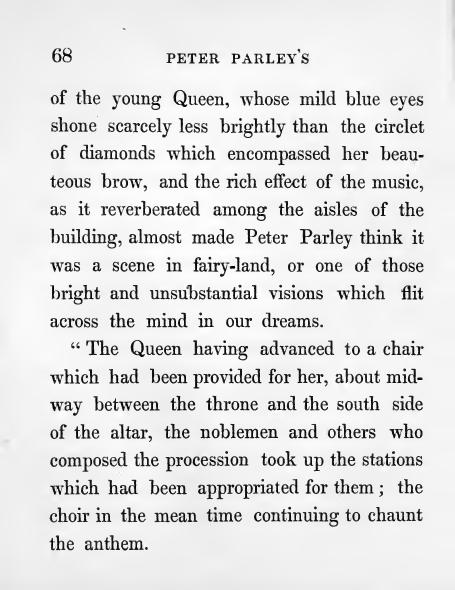 68 PETER PARLEY'S
of the young Queen, whose mild blue eyes
shone scarcely less brightly than the circlet
of diamonds which encompassed her beau-
teous brow, and the rich effect of the music,
as it reverberated among the aisles of the
building, almost made Peter Parley think it
was a scene in fairy-land, or one of those
bright and unsubstantial visions which flit
across the mind in our dreams.
“ The Queen having advanced to a chair
which had been provided for her, about mid-
way between the throne and the south side
of the altar, the noblemen and others who
composed the procession took up the stations
which had been appropriated for them ; the
choir in the mean time continuing to chaunt
the anthem.